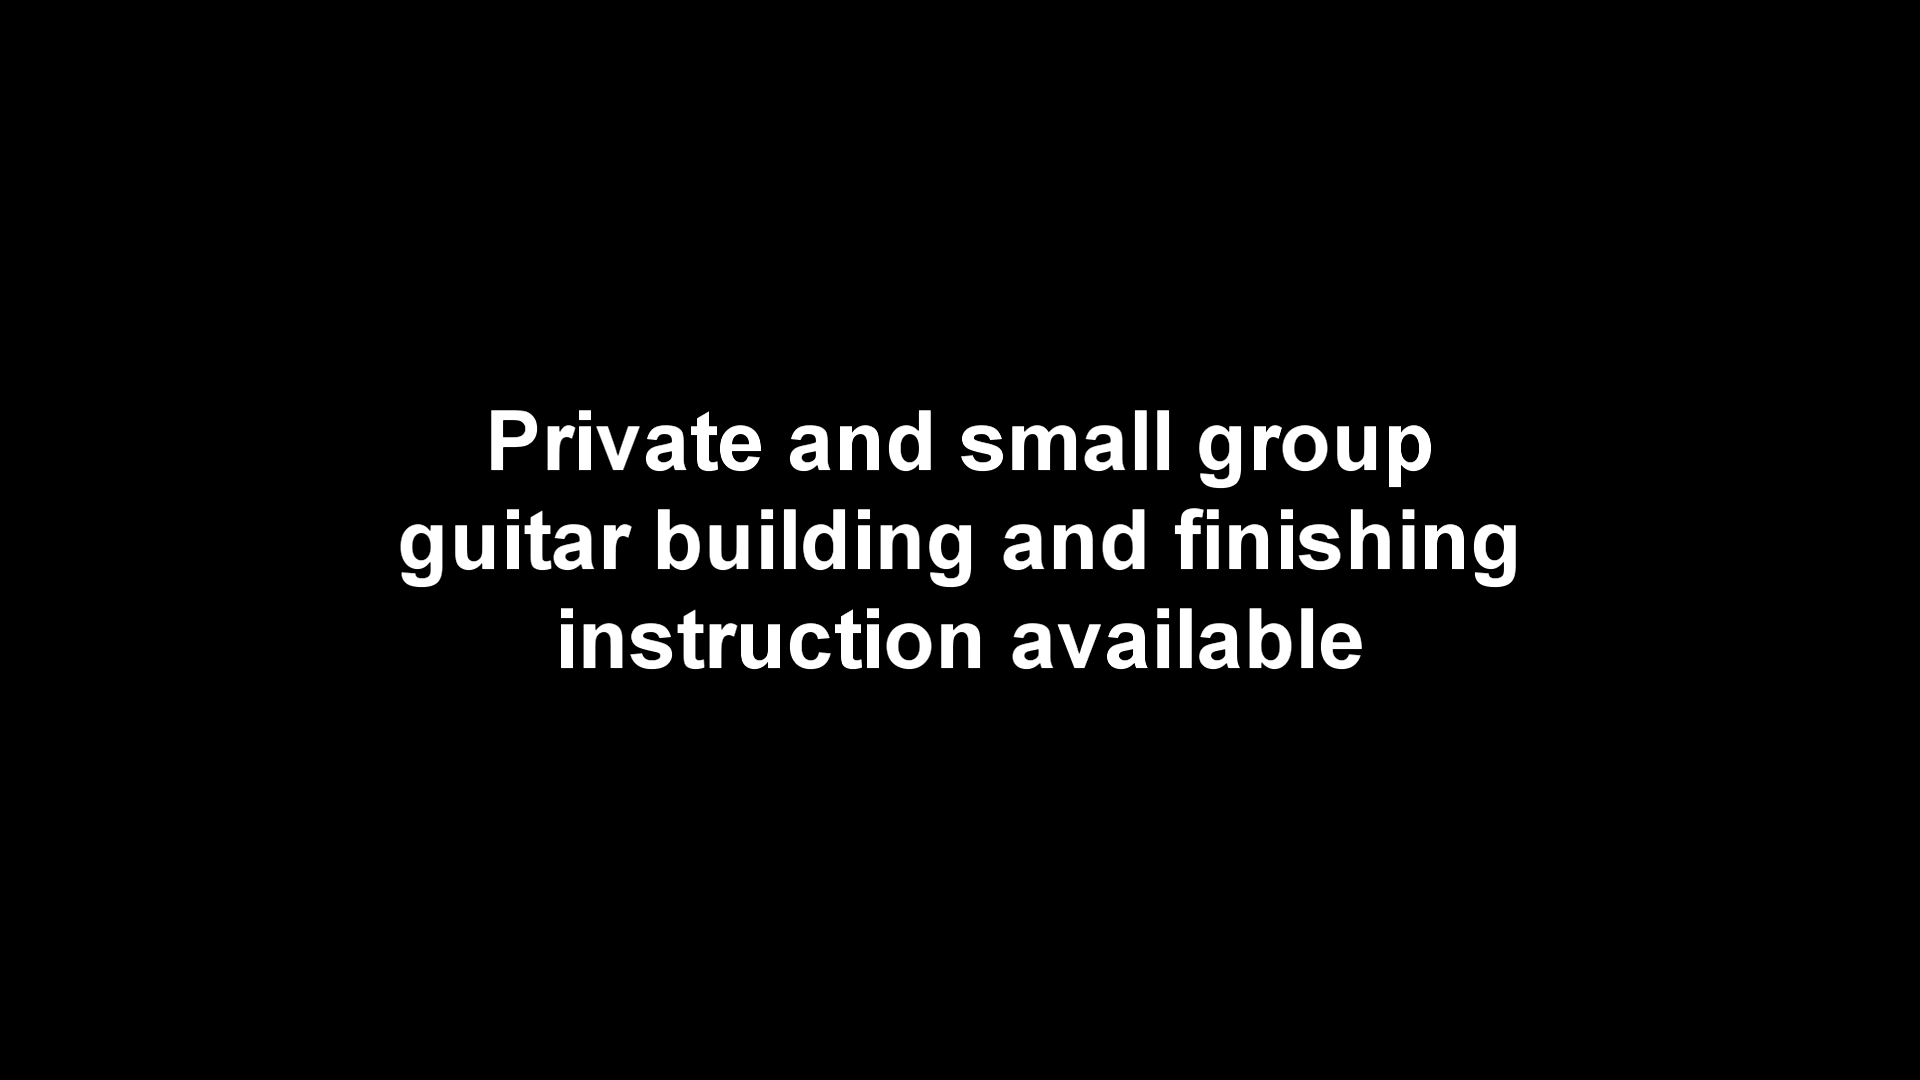 Private and small group
guitar building and finishing
instruction available